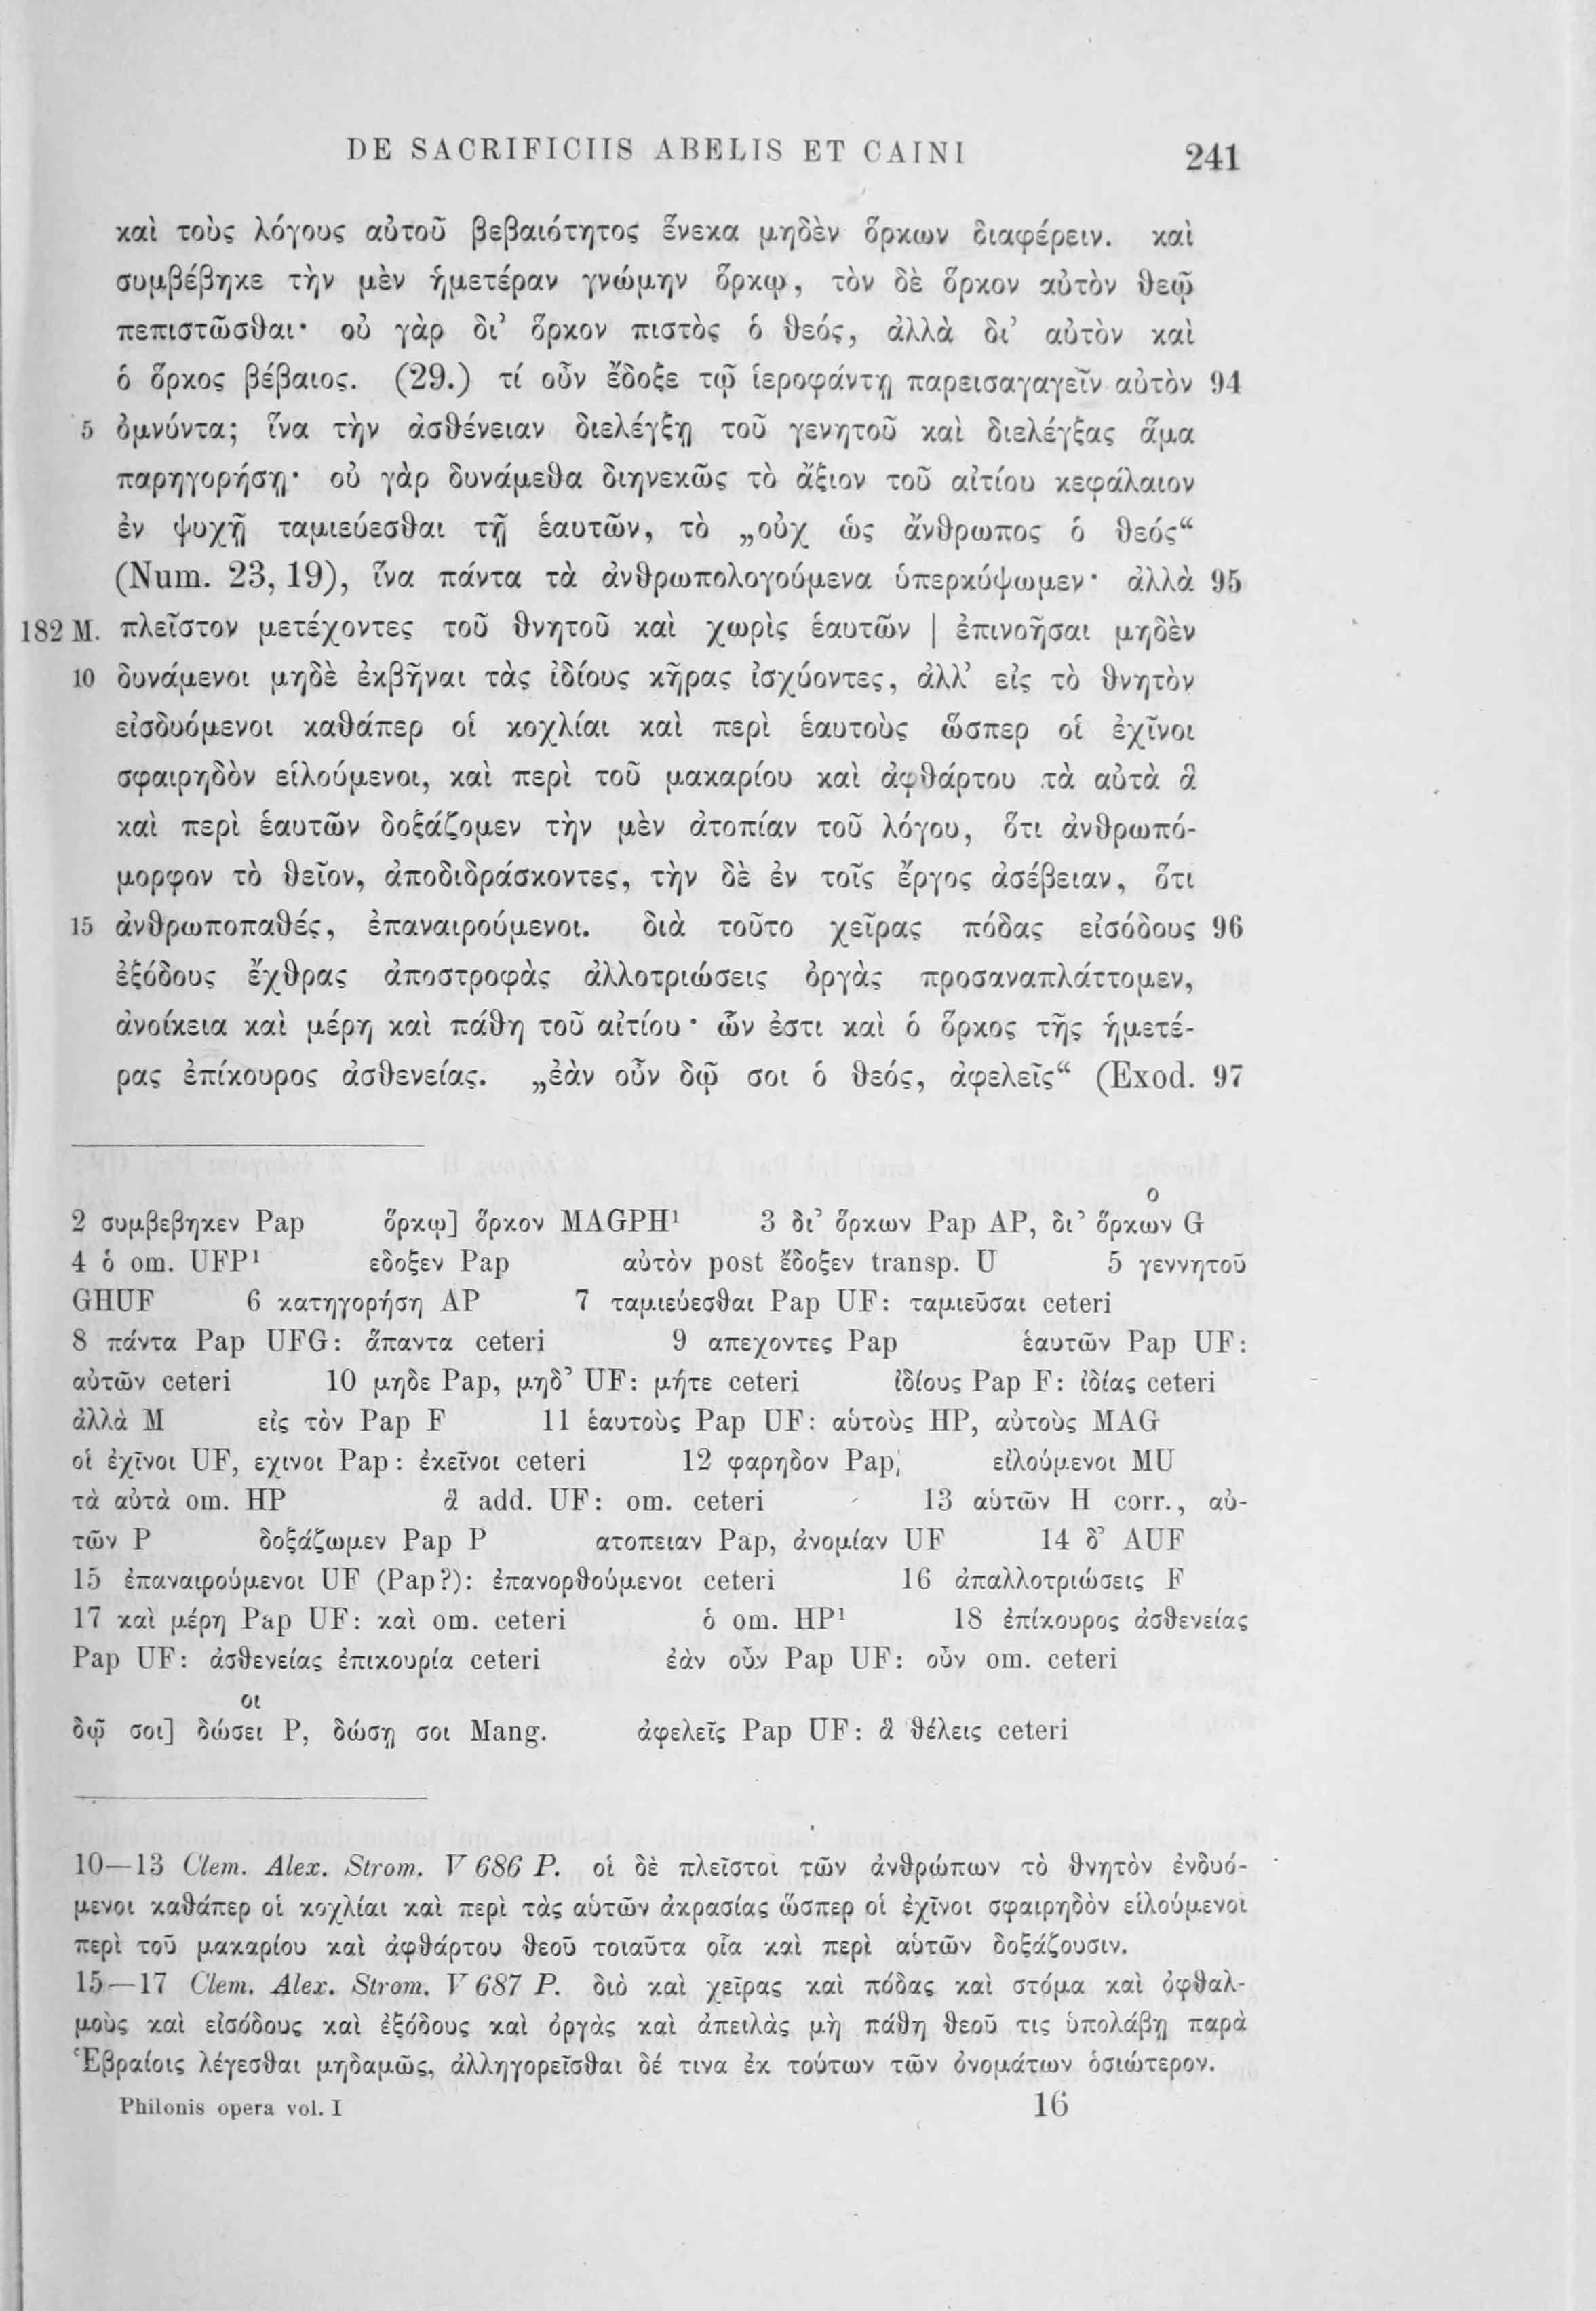 DE SACRIFICIIS ABELIS ET CAINI 241
καὶ τοὺς λόγους αὐτοῦ βεβαιότητος ἕνεκα μηδὲν ὅρκων διαφέρειν. καὶ
συμβέβηκε τὴν μὲν ἡμετέραν γνώμην ὅρκῳ, τὸν δὲ ὅρκον αὐτὸν θεῷ
πεπιστῶσθαι· οὐ γὰρ δι’ ὅρκον πιστὸς ὁ θεός, ἀλλὰ δι’ αὐτὸν καὶ
ὁ ὅρκος βέβαιος. (29.) τί οὖν ἔδοξε τῷ ἱεροφάντῃ παρεισαγαγεῖν αὐτὸν 94
5 ὀμνύντα; ἵνα τὴν ἀσθένειαν διελέγξῃ τοῦ γενητοῦ καὶ διελέγξας ἅμα
παρηγορήσῃ· οὐ γὰρ δυνάμεθα διηνεκῶς τὸ ἄξιον τοῦ αἰτίου κεφάλαιον
ἐν ψυχῇ ταμιεύεσθαι τῇ ἑαυτῶν, τὸ „οὐχ ὡς ἄνθρωπος ὁ θεός“
(Num. 23, 19), ἵνα πάντα τὰ ἀνθρωπολογούμενα ὑπερκύψωμεν· ἀλλὰ 95
182 M. πλεῖστον μετέχοντες τοῦ θνητοῦ καὶ χωρὶς ἑαυτῶν | ἐπινοῆσαι μηδὲν
10 δυνάμενοι μηδὲ ἐκβῆναι τὰς ἰδίους κῆρας ἰσχύοντες, ἀλλ’ εἰς τὸ θνητὸν
εἰσδυόμενοι καθάπερ οἱ κοχλίαι καὶ περὶ ἑαυτοὺς ὥσπερ οἱ ἐχῖνοι
σφαιρηδὸν εἱλούμενοι, καὶ περὶ τοῦ μακαρίου καὶ ἀφθάρτου τὰ αὐτὰ ἃ
καὶ περὶ ἑαυτῶν δοξάζομεν τὴν μὲν ἀτοπίαν τοῦ λόγου, ὅτι ἀνθρωπό-
μορφον τὸ θεῖον, ἀποδιδράσκοντες, τὴν δὲ ἐν τοῖς ἔργος ἀσέβειαν, ὅτι
15 ἀνθρωποπαθές, ἐπαναιρούμενοι. διὰ τοῦτο χεῖρας πόδας εἰσόδους 96
ἐξόδους ἔχθρας ἀποστροφὰς ἀλλοτριώσεις ὀργὰς προσαναπλάττομεν,
ἀνοίκεια καὶ μέρη καὶ πάθη τοῦ αἰτίου· ὧν ἐστι καὶ ὁ ὅρκος τῆς ἡμετέ-
ρας ἐπίκουρος ἀσθενείας. „ἐὰν οὖν δῷ σοι ὁ θεός, ἀφελεῖς“ (Exod. 97
ο
2 συμβεβηκεν Pap ὅρκῳ] ὅρκον MAGPH¹ 3 δι’ ὅρκων Pap AP, δι’ ὅρκων G
4 ὁ om. UFP¹ εδοξεν Pap αὐτὸν post ἔδοξεν transp. U 5 γεννητοῦ
GHUF 6 κατηγορήσῃ AP 7 ταμιεύεσθαι Pap UF: ταμιεῦσαι ceteri
8 πάντα Pap UFG: ἅπαντα ceteri 9 απεχοντες Pap ἑαυτῶν Pap UF:
αὐτῶν ceteri 10 μηδε Pap, μηδ’ UF: μήτε ceteri ἰδίους Pap F: ἰδίας ceteri
ἀλλὰ M εἰς τὸν Pap F 11 ἑαυτοὺς Pap UF: αὑτοὺς HP, αὐτοὺς MAG
οἱ ἐχῖνοι UF, εχινοι Pap: ἐκεῖνοι ceteri 12 φαρηδον Pap; εἰλούμενοι MU
τὰ αὐτὰ om. HP ἃ add. UF: om. ceteri 13 αὑτῶν H corr., αὐ-
τῶν P δοξάζωμεν Pap P ατοπειαν Pap, ἀνομίαν UF 14 δ’ AUF
15 ἐπαναιρούμενοι UF (Pap?): ἐπανορθούμενοι ceteri 16 ἀπαλλοτριώσεις F
17 καὶ μέρη Pap UF: καὶ om. ceteri ὁ om. HP¹ 18 ἐπίκουρος ἀσθενείας
Pap UF: ἀσθενείας ἐπικουρία ceteri ἐὰν οὖν Pap UF: οὖν om. ceteri
οι
δῷ σοι] δώσει P, δώσῃ σοι Mang. ἀφελεῖς Pap UF: ἃ θέλεις ceteri
10—13 Clem. Alex. Strom. V 686 P. οἱ δὲ πλεῖστοι τῶν ἀνθρώπων τὸ θνητὸν ἐνδυό-
μενοι καθάπερ οἱ κοχλίαι καὶ περὶ τὰς αὑτῶν ἀκρασίας ὥσπερ οἱ ἐχῖνοι σφαιρηδὸν εἱλούμενοι
περὶ τοῦ μακαρίου καὶ ἀφθάρτου θεοῦ τοιαῦτα οἷα καὶ περὶ αὑτῶν δοξάζουσιν.
15—17 Clem. Alex. Strom. V 687 P. διὸ καὶ χεῖρας καὶ πόδας καὶ στόμα καὶ ὀφθαλ-
μοὺς καὶ εἰσόδους καὶ ἐξόδους καὶ ὀργὰς καὶ ἀπειλὰς μὴ πάθη θεοῦ τις ὑπολάβῃ παρὰ
Ἑβραίοις λέγεσθαι μηδαμῶς, ἀλληγορεῖσθαι δέ τινα ἐκ τούτων τῶν ὀνομάτων ὁσιώτερον.
Philonis opera vol. I 16